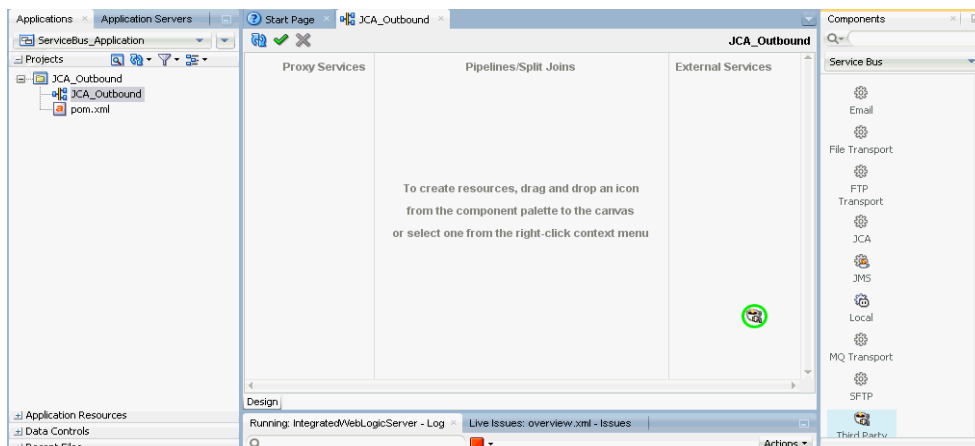 Applications
Application Servers
ServiceBus_Application
Projects
JCA_Outbound
JCA_Outbound
pom.xml
Application Resources
Data Controls
Start Page
JCA_Outbound
JCA_Outbound
Proxy Services
Pipelines/Split Joins
External Services
To create resources, drag and drop an icon
from the component palette to the canvas
or select one from the right-click context menu
Design
Running: IntegratedWebLogicServer - Log
Live Issues: overview.xml - Issues
Actions
Components
Service Bus
Email
File Transport
FTP
Transport
JCA
JMS
Local
MQ Transport
SFTP
Third Party